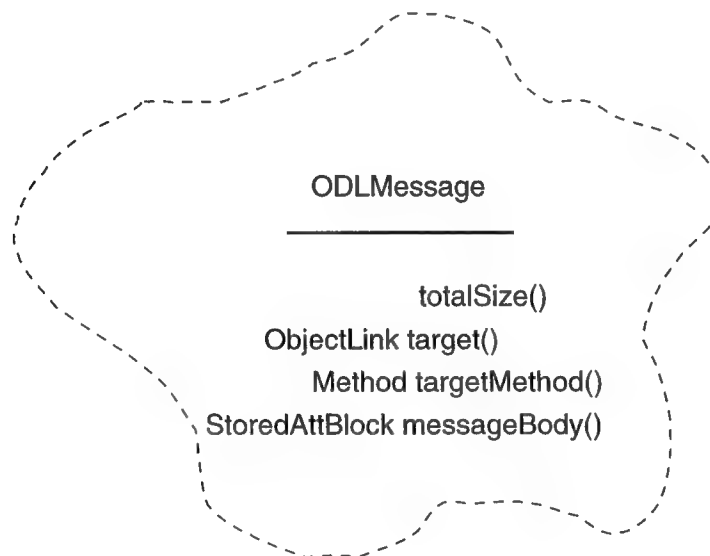 ODLMessage
totalSize()
ObjectLink target()
Method targetMethod()
StoredAttBlock messageBody()